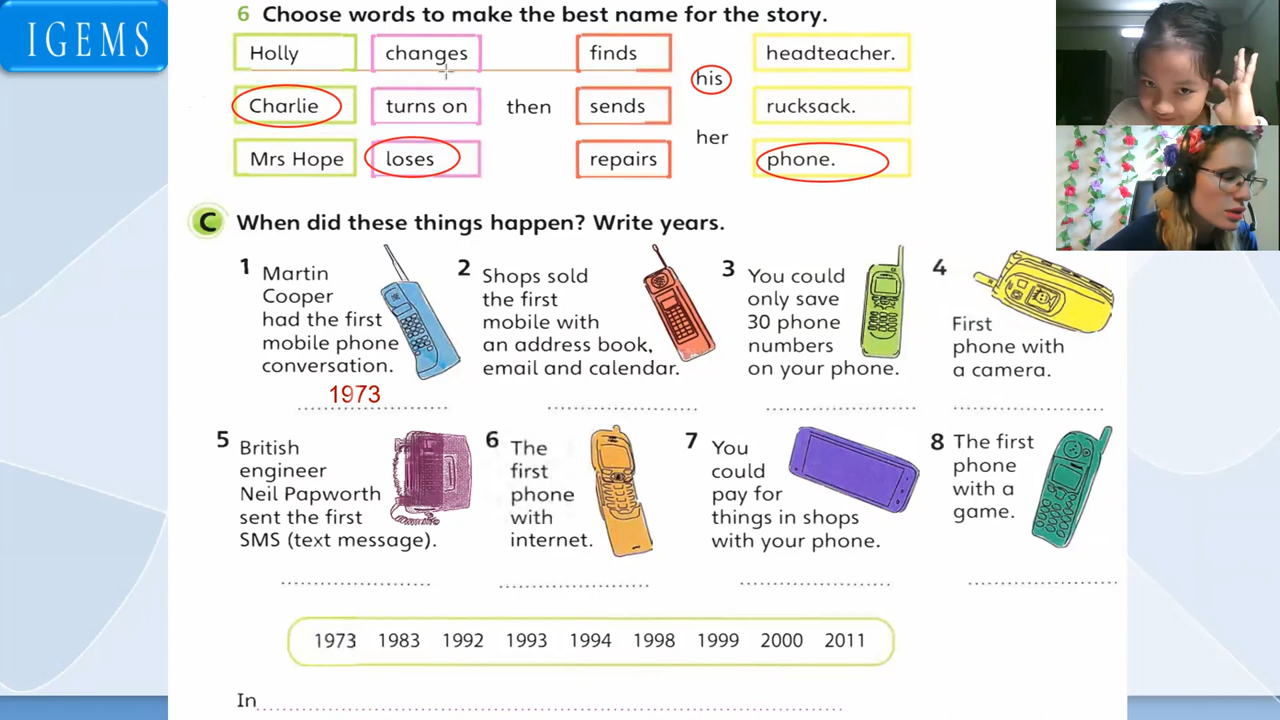 IGEMS
6 Choose words to make the best name for the story.
Holly changes finds headteacher.
his
Charlie turns on then sends rucksack.
her
Mrs Hope loses repairs phone.
C When did these things happen? Write years.
1 Martin
Cooper
had the first
mobile phone
conversation.
1973
2 Shops sold
the first
mobile with
an address book,
email and calendar.
3 You could
only save
30 phone
numbers
on your phone.
4 First
phone with
a camera.
5 British
engineer
Neil Papworth
sent the first
SMS (text message).
6 The
first
phone
with
internet.
7 You
could
pay for
things in shops
with your phone.
8 The first
phone
with a
game.
1973 1983 1992 1993 1994 1998 1999 2000 2011
In